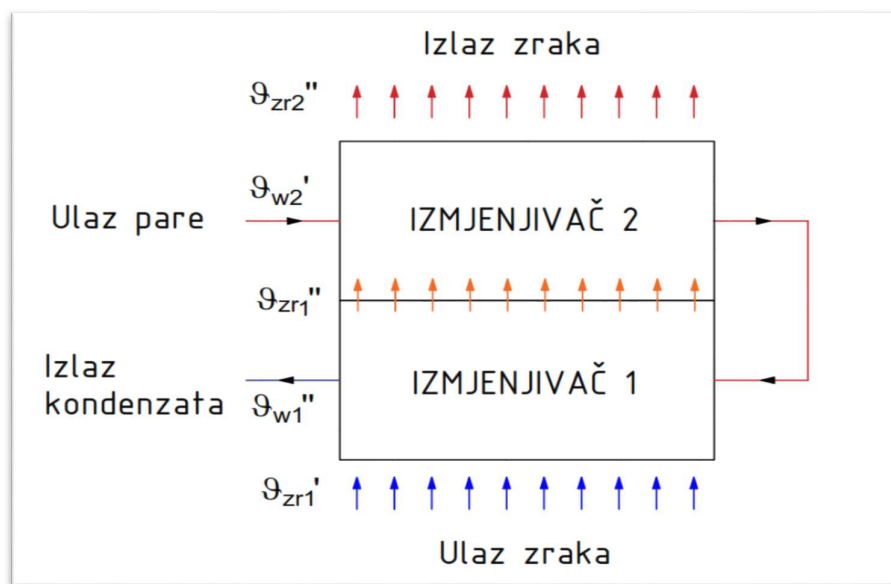 Izlaz zraka
ϑzr2"
ϑw2'
Ulaz pare
IZMJENJIVAČ 2
ϑzr1"
Izlaz
kondenzata
IZMJENJIVAČ 1
ϑw1"
ϑzr1'
Ulaz zraka